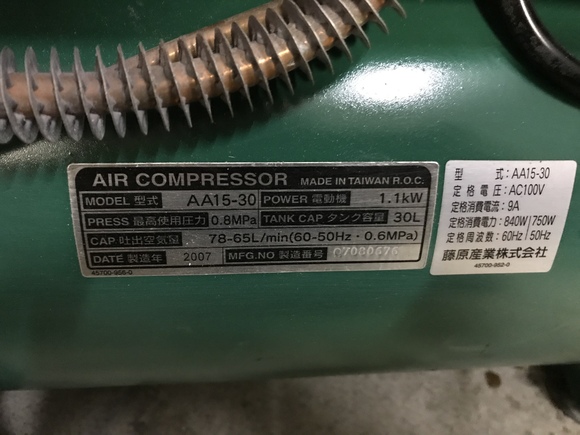 AIR COMPRESSOR MADE IN TAIWAN R.O.C.
MODEL 型式 AA15-30 POWER 電動機 1.1kW
PRESS 最高使用圧力 0.8MPa TANK CAP タンク容量 30L
CAP. 吐出空気量 78-65L/min(60-50Hz・0.6MPa)
DATE 製造年 2007 MFG.NO 製造番号
45700-955-0
型 式:AA15-30
定格電圧:AC100V
定格消費電流:9A
定格消費電力:840W/750W
定格周波数:60Hz/50Hz
藤原産業株式会社
45700-952-0